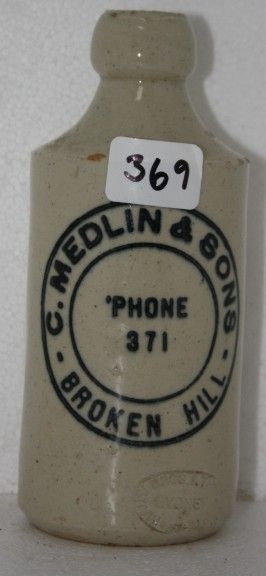 369
C. MEDLIN & SONS
'PHONE
371
- BROKEN HILL -